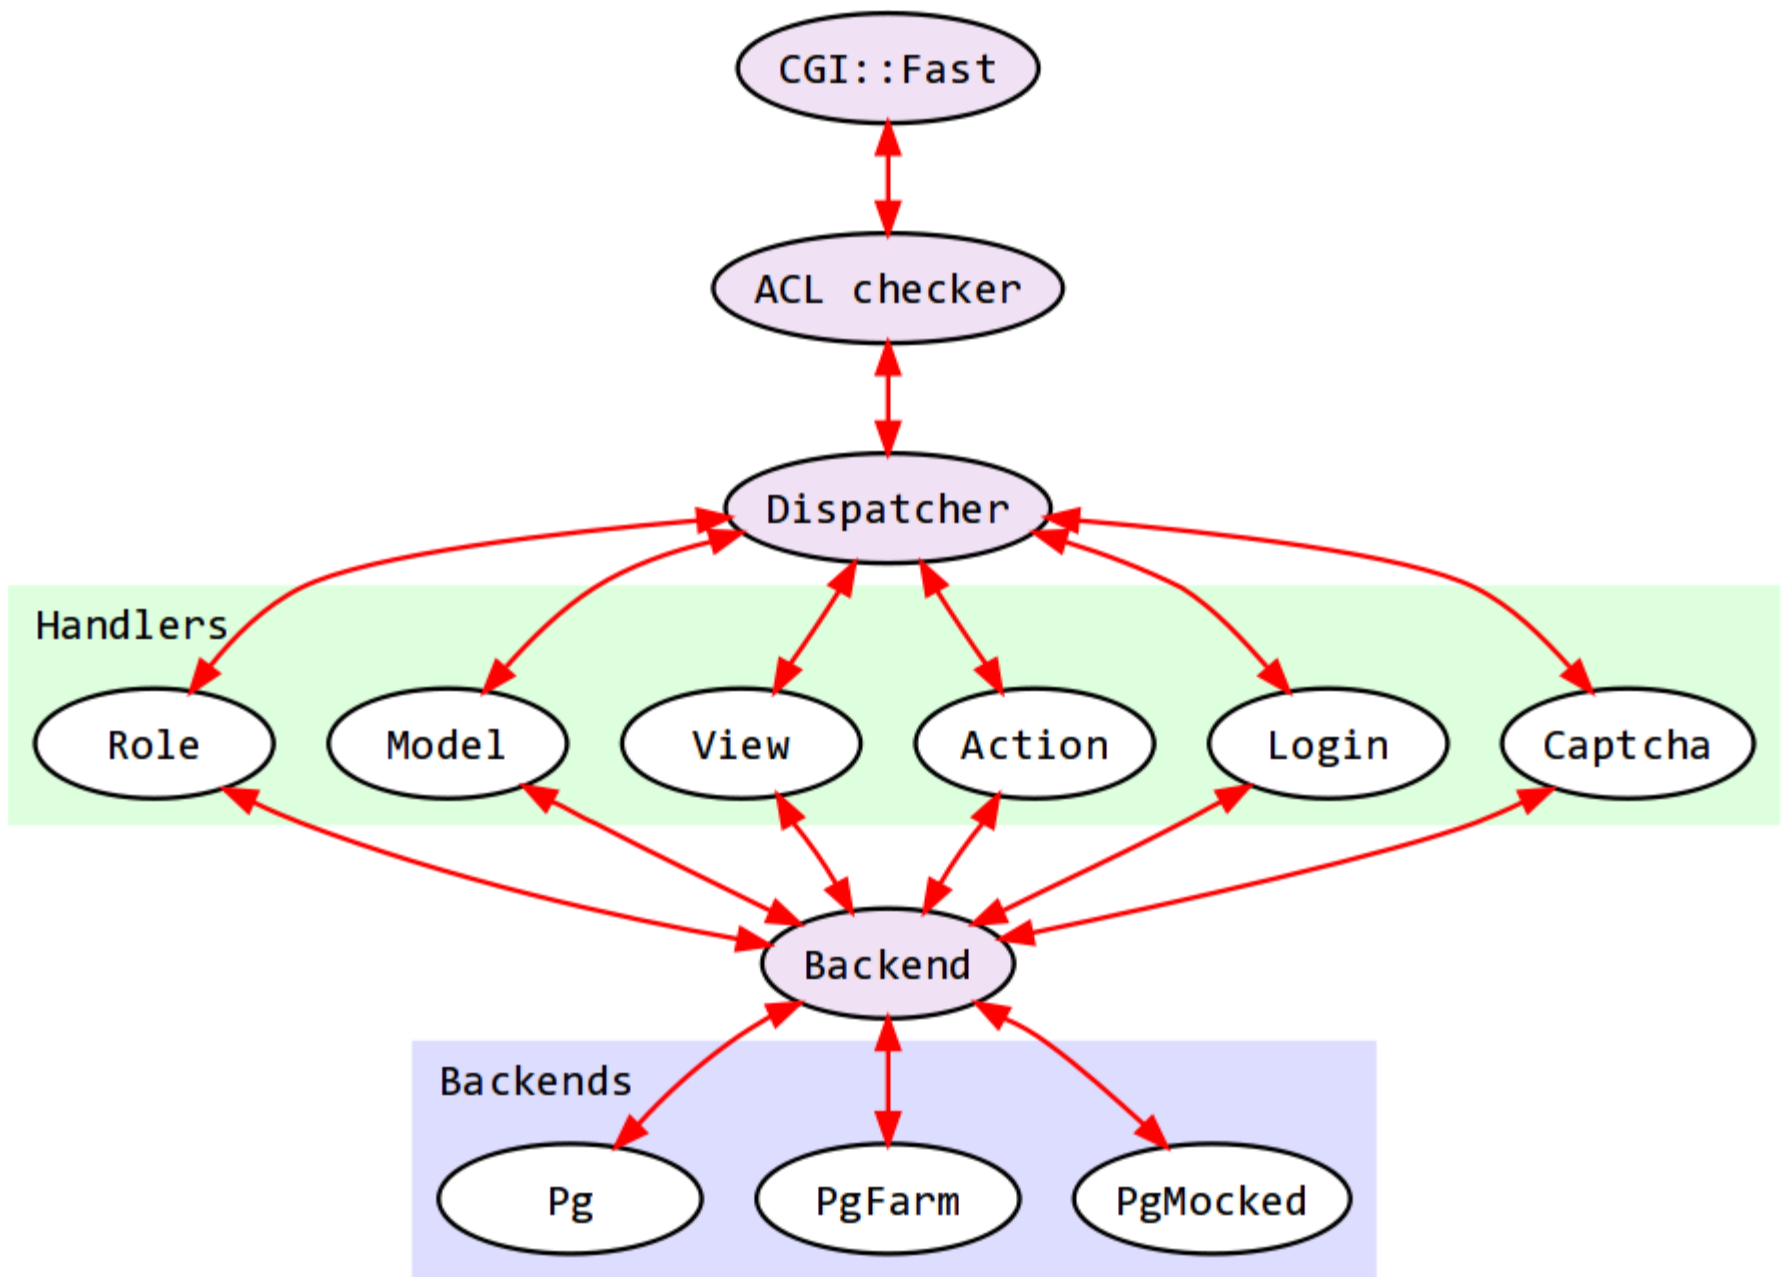 CGI::Fast
ACL checker
Dispatcher
Handlers
Role
Model
View
Action
Login
Captcha
Backend
Backends
Pg
PgFarm
PgMocked